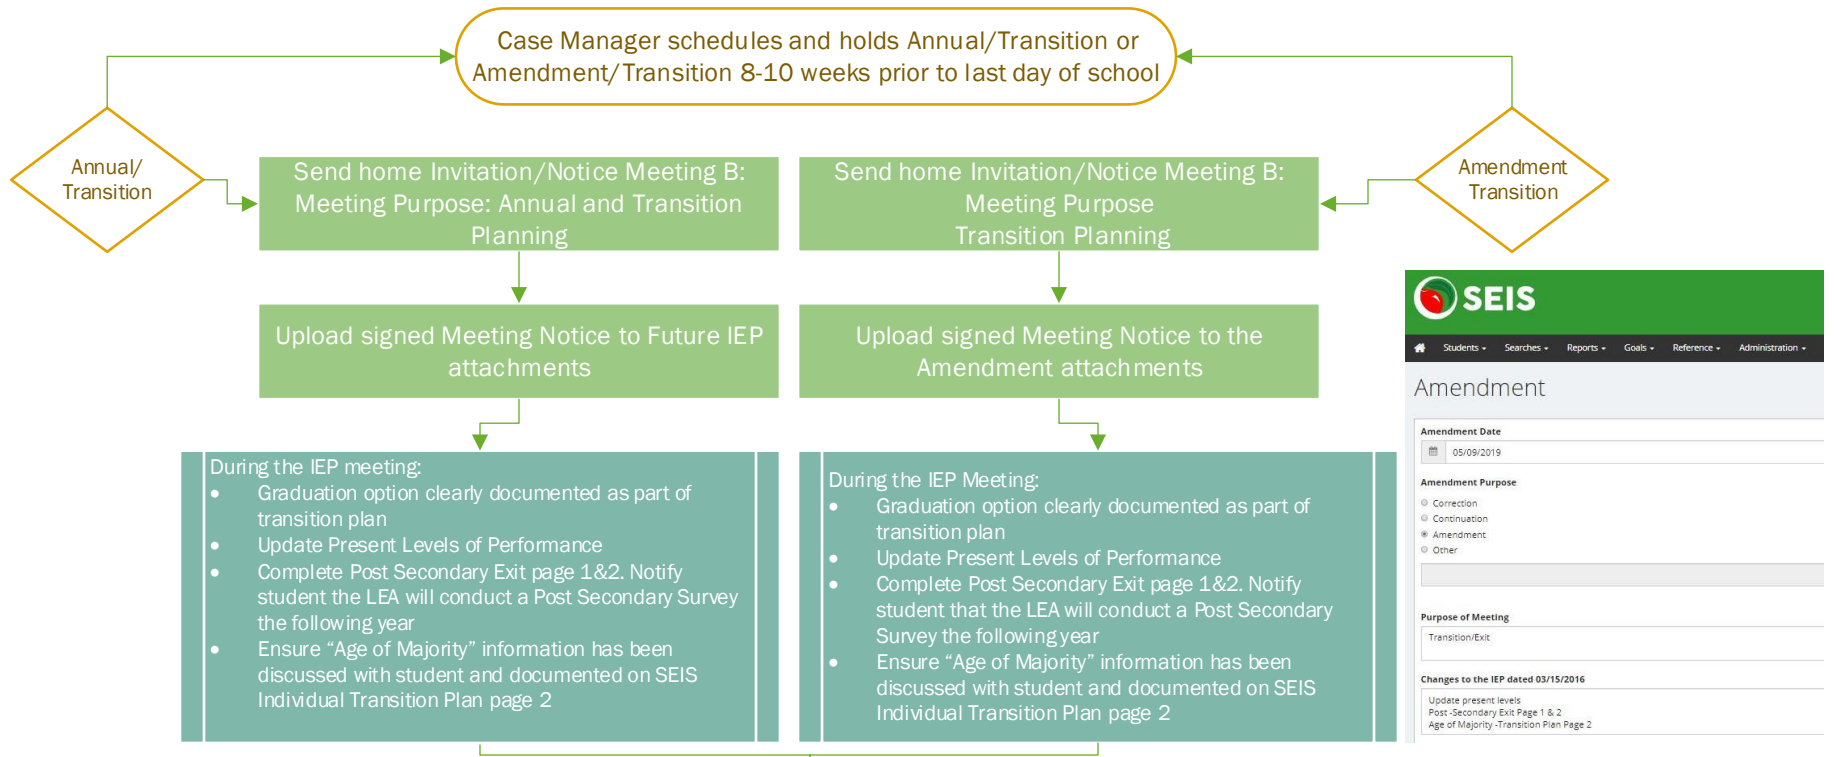 Case Manager schedules and holds Annual/Transition or
Amendment/Transition 8-10 weeks prior to last day of school
Annual/
Transition
Send home Invitation/Notice Meeting B:
Meeting Purpose: Annual and Transition
Planning
Send home Invitation/Notice Meeting B:
Meeting Purpose
Transition Planning
Amendment
Transition
Upload signed Meeting Notice to Future IEP
attachments
Upload signed Meeting Notice to the
Amendment attachments
During the IEP meeting:
• Graduation option clearly documented as part of
transition plan
• Update Present Levels of Performance
• Complete Post Secondary Exit page 1&2. Notify
student the LEA will conduct a Post Secondary Survey
the following year
• Ensure “Age of Majority” information has been
discussed with student and documented on SEIS
Individual Transition Plan page 2
During the IEP Meeting:
• Graduation option clearly documented as part of
transition plan
• Update Present Levels of Performance
• Complete Post Secondary Exit page 1&2. Notify
student that the LEA will conduct a Post Secondary
Survey the following year
• Ensure “Age of Majority” information has been
discussed with student and documented on SEIS
Individual Transition Plan page 2
SEIS
Students Searches Reports Goals Reference Administration
Amendment
Amendment Date
05/09/2019
Amendment Purpose
Correction
Continuation
Amendment
Other
Purpose of Meeting
Transition/Exit
Changes to the IEP dated 03/15/2016
Update present levels
Post -Secondary Exit Page 1 & 2
Age of Majority -Transition Plan Page 2